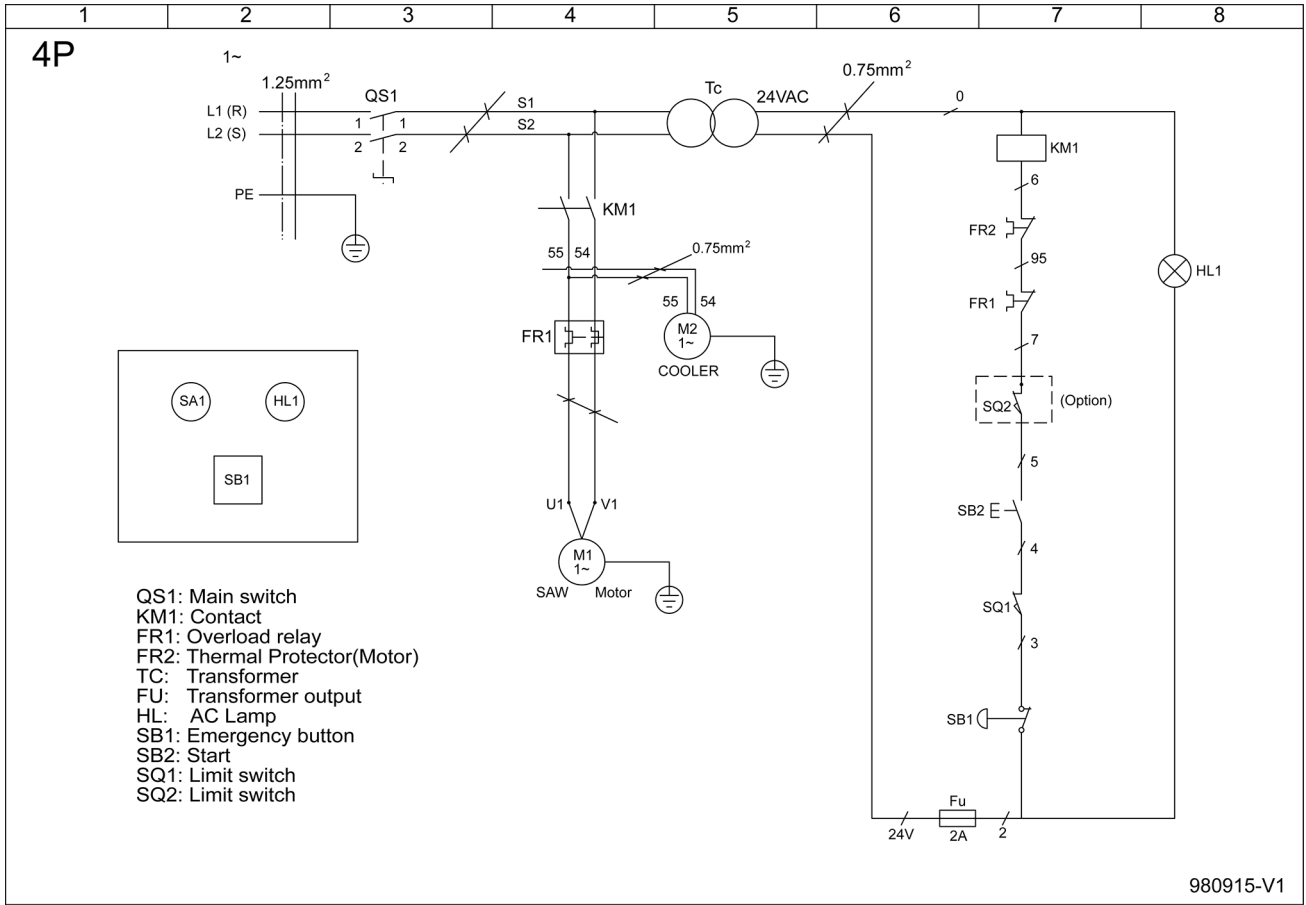 1 2 3 4 5 6 7 8
4P
1~
1.25mm²
0.75mm²
L1 (R)
QS1
S1
Tc
24VAC
0
1 1
L2 (S)
S2
2 2
KM1
PE
6
KM1
FR2
55 54
0.75mm²
95
HL1
55 54
FR1
FR1
M2
1~
7
COOLER
SA1
HL1
SQ2
(Option)
5
SB1
U1
V1
SB2
4
M1
1~
SAW Motor
SQ1
3
QS1: Main switch
KM1: Contact
FR1: Overload relay
FR2: Thermal Protector(Motor)
TC: Transformer
FU: Transformer output
HL: AC Lamp
SB1: Emergency button
SB2: Start
SQ1: Limit switch
SQ2: Limit switch
SB1
Fu
24V
2A
2
980915-V1